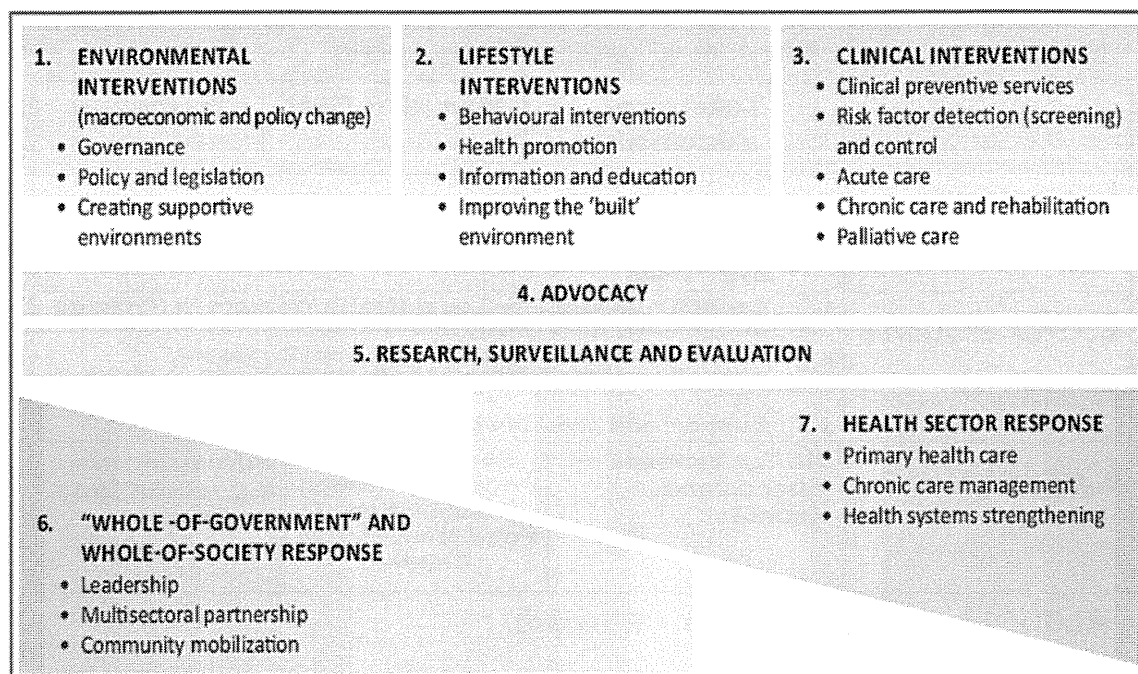 1. ENVIRONMENTAL
INTERVENTIONS
(macroeconomic and policy change)
• Governance
• Policy and legislation
• Creating supportive
environments
2. LIFESTYLE
INTERVENTIONS
• Behavioural interventions
• Health promotion
• Information and education
• Improving the 'built'
environment
3. CLINICAL INTERVENTIONS
• Clinical preventive services
• Risk factor detection (screening)
and control
• Acute care
• Chronic care and rehabilitation
• Palliative care
4. ADVOCACY
5. RESEARCH, SURVEILLANCE AND EVALUATION
7. HEALTH SECTOR RESPONSE
• Primary health care
• Chronic care management
• Health systems strengthening
6. “WHOLE -OF-GOVERNMENT” AND
WHOLE-OF-SOCIETY RESPONSE
• Leadership
• Multisectoral partnership
• Community mobilization